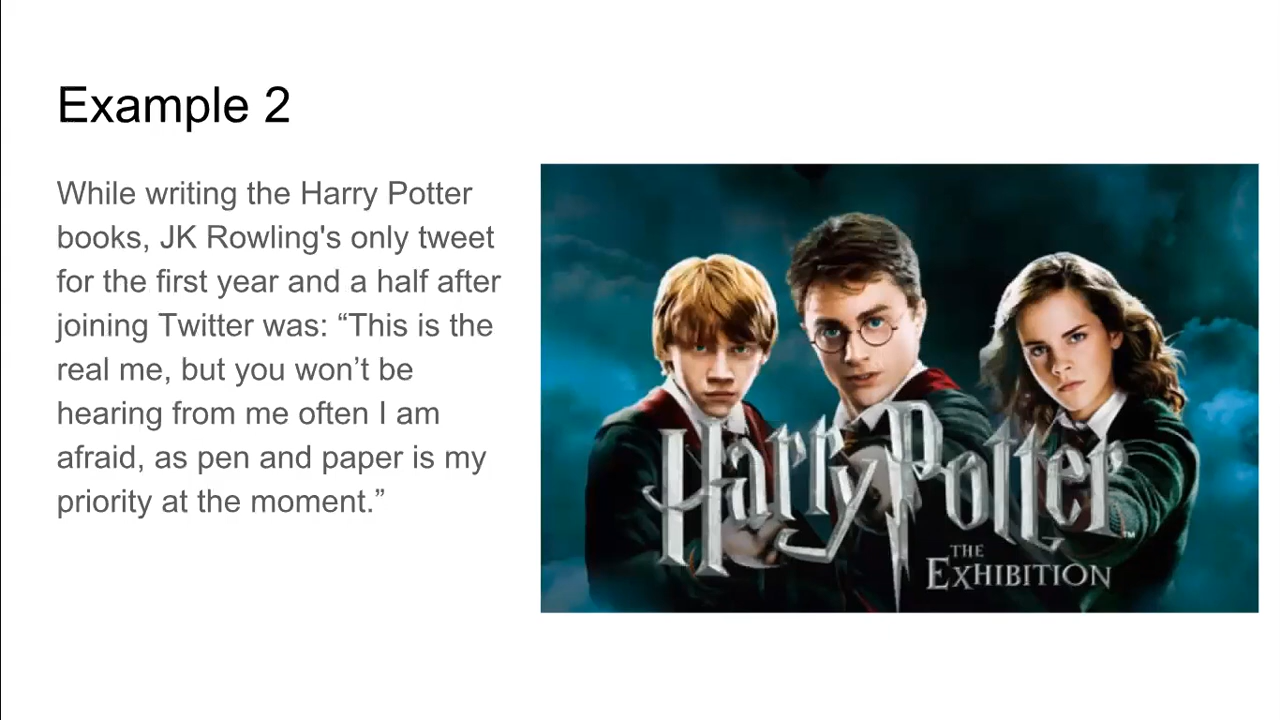 Example 2
While writing the Harry Potter
books, JK Rowling's only tweet
for the first year and a half after
joining Twitter was: “This is the
real me, but you won’t be
hearing from me often I am
afraid, as pen and paper is my
priority at the moment.”
Harry Potter™
THE
EXHIBITION